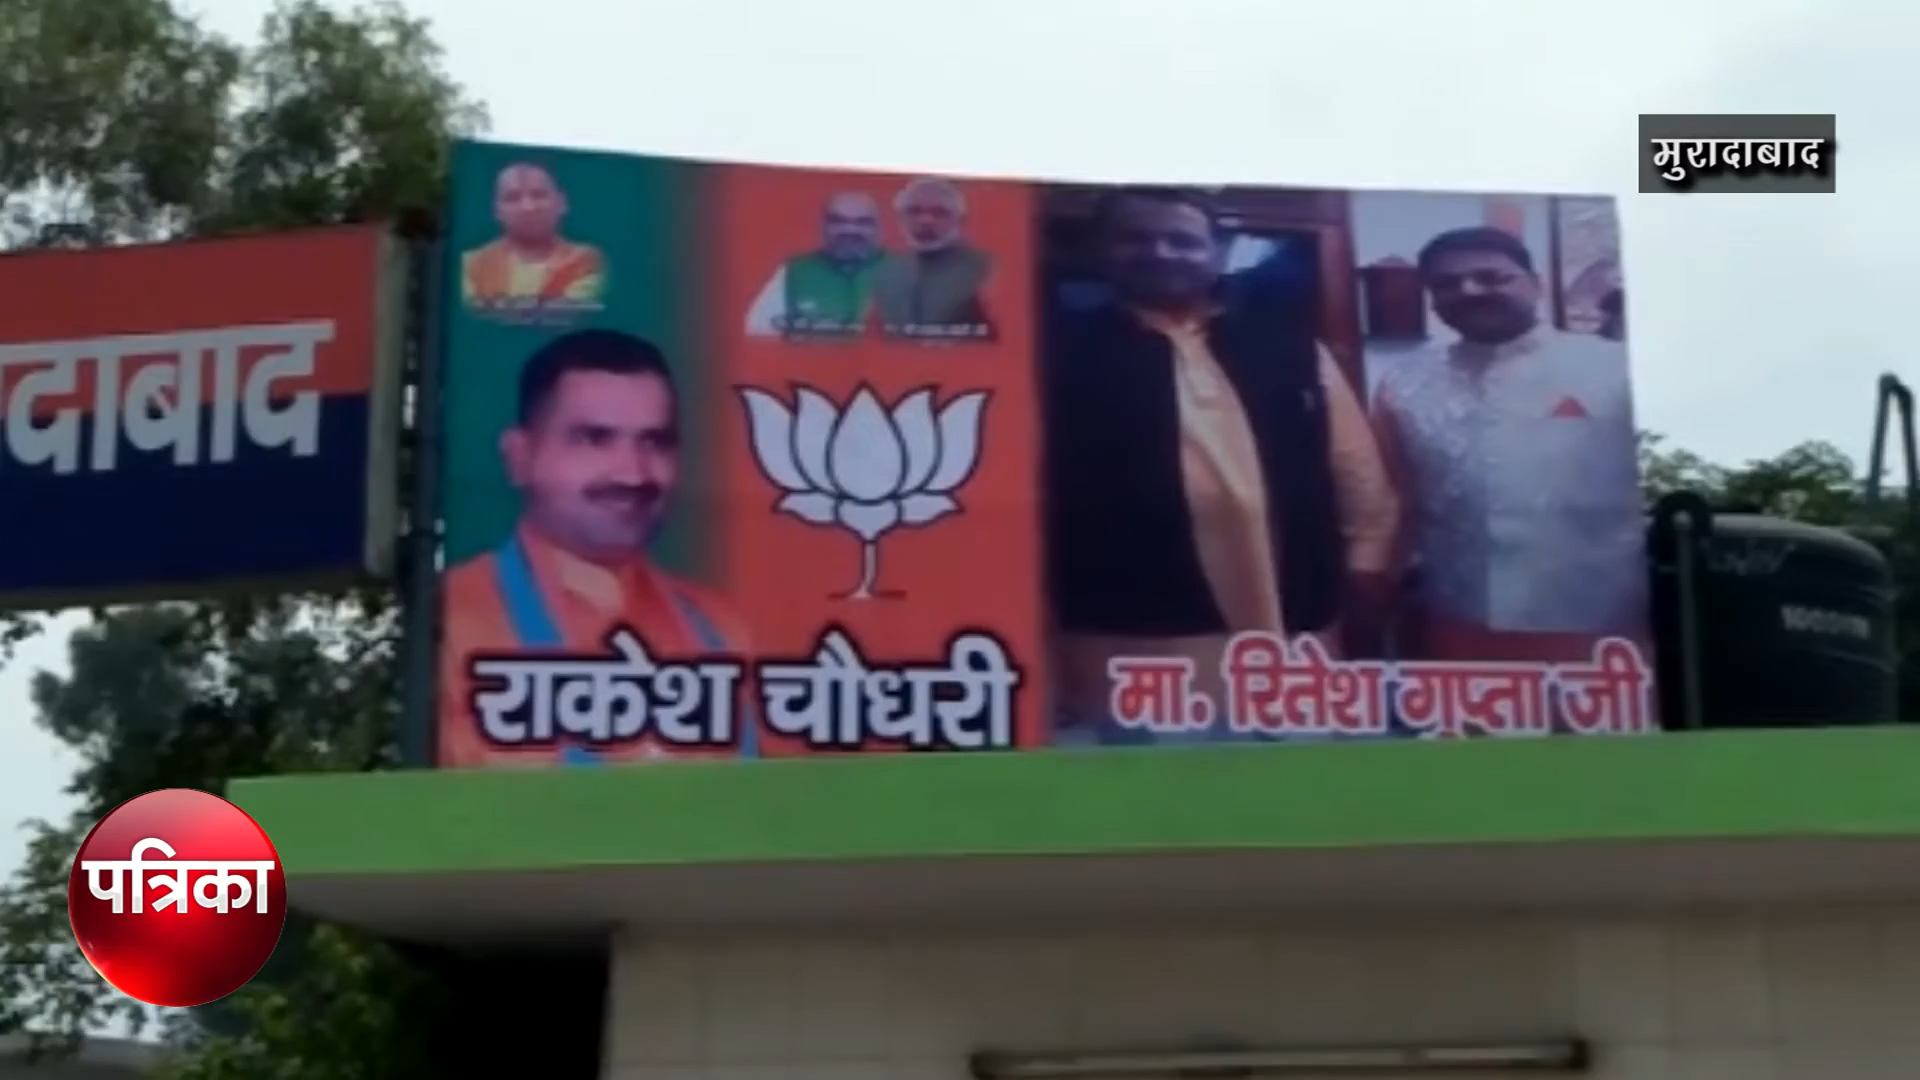 मुरादाबाद
दाबाद
राकेश चौधरी
मा. रितेश गुप्ता जी
पत्रिका